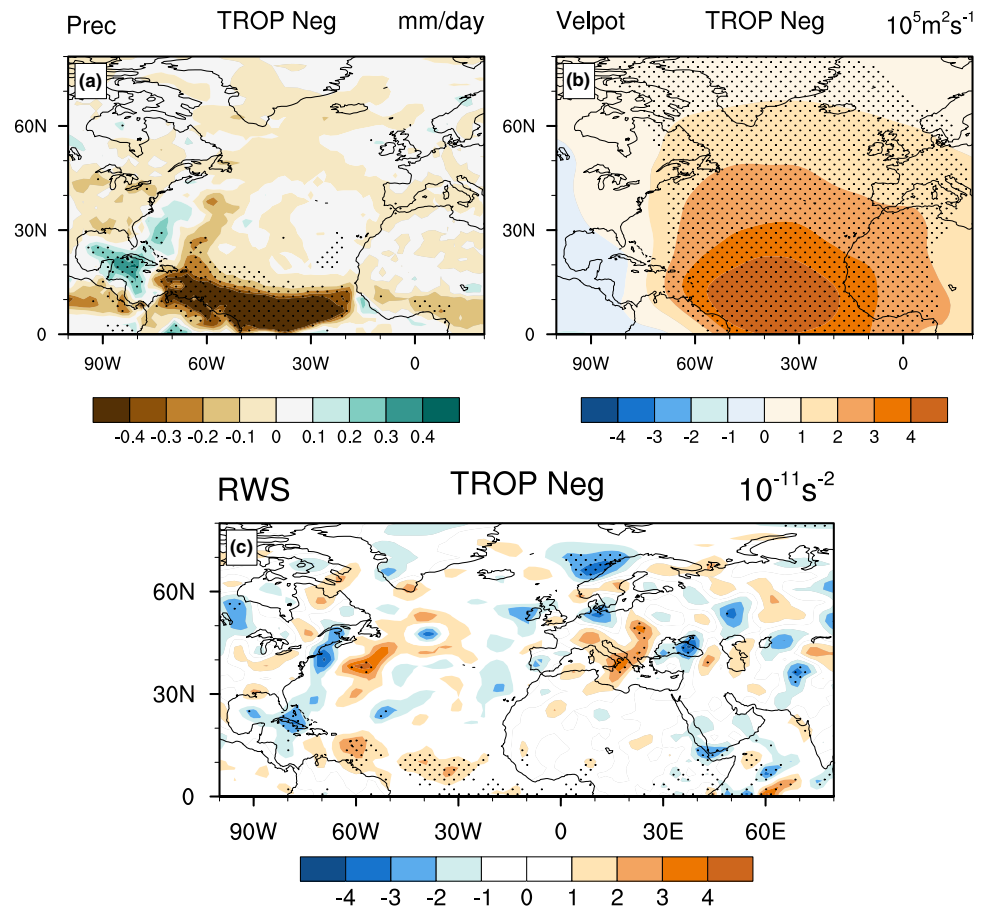 Prec TROP Neg mm/day
(a)
60N
30N
0
90W 60W 30W 0
-0.4 -0.3 -0.2 -0.1 0 0.1 0.2 0.3 0.4
Velpot TROP Neg 10⁵m²s⁻¹
(b)
60N
30N
0
90W 60W 30W 0
-4 -3 -2 -1 0 1 2 3 4
RWS TROP Neg 10⁻¹¹s⁻²
(c)
60N
30N
0
90W 60W 30W 0 30E 60E
-4 -3 -2 -1 0 1 2 3 4